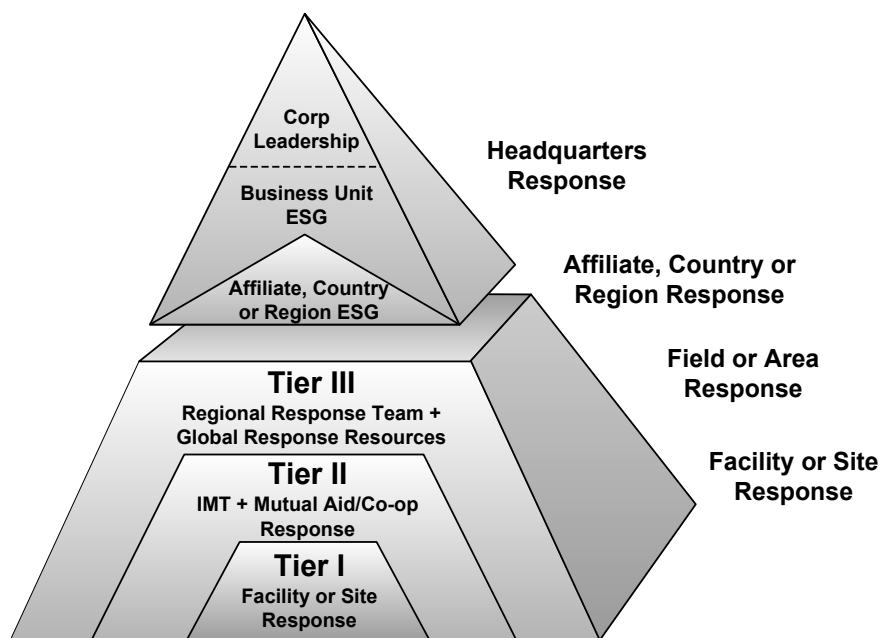 Corp
Leadership
Business Unit
ESG
Affiliate, Country
or Region ESG
Headquarters
Response
Affiliate, Country or
Region Response
Field or Area
Response
Facility or Site
Response
Tier III
Regional Response Team +
Global Response Resources
Tier II
IMT + Mutual Aid/Co-op
Response
Tier I
Facility or Site
Response